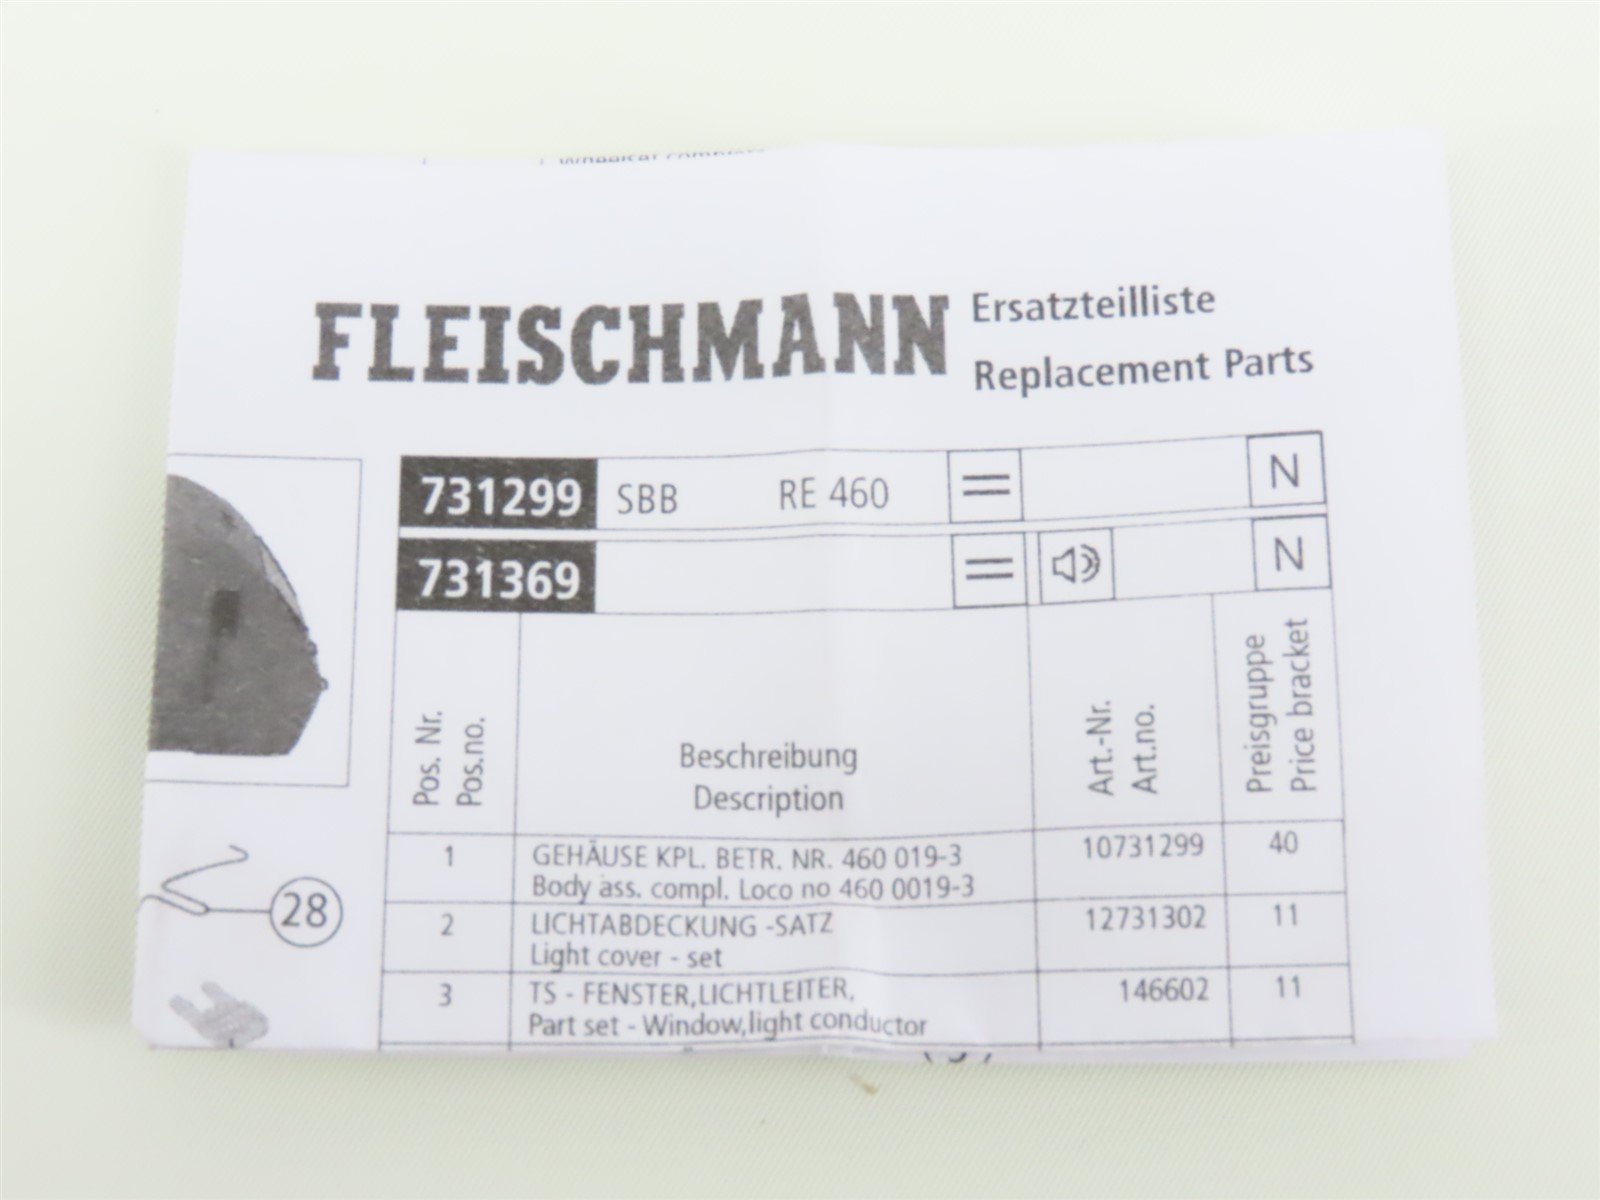 FLEISCHMANN
Ersatzteilliste
Replacement Parts
731299 SBB RE 460 N
731369 N
Pos. Nr.
Pos.no.
Beschreibung
Description
Art.-Nr.
Art.no.
Preisgruppe
Price bracket
1 GEHÄUSE KPL. BETR. NR. 460 019-3 10731299 40
Body ass. compl. Loco no 460 0019-3
2 LICHTABDECKUNG -SATZ 12731302 11
Light cover - set
3 TS - FENSTER,LICHTLEITER, 146602 11
Part set - Window,light conductor
28